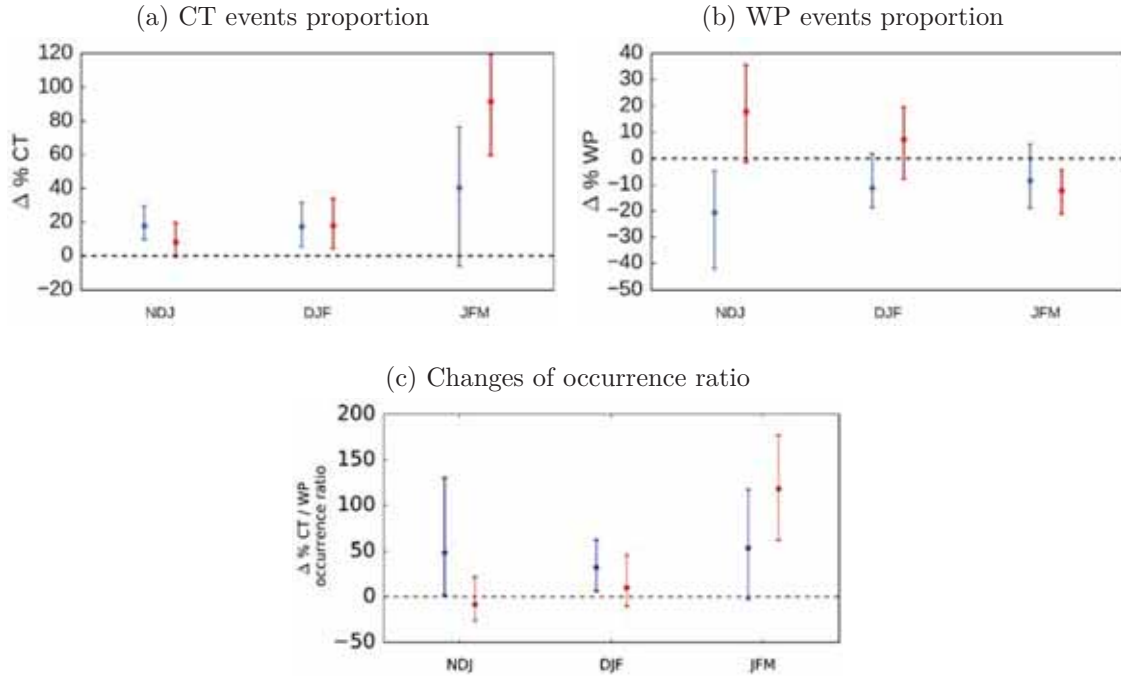 (a) CT events proportion
(b) WP events proportion
120
100
80
60
40
20
0
−20
Δ % CT
NDJ
DJF
JFM
40
30
20
10
0
−10
−20
−30
−40
−50
Δ % WP
NDJ
DJF
JFM
(c) Changes of occurrence ratio
200
150
100
50
0
−50
Δ % CT / WP
occurrence ratio
NDJ
DJF
JFM